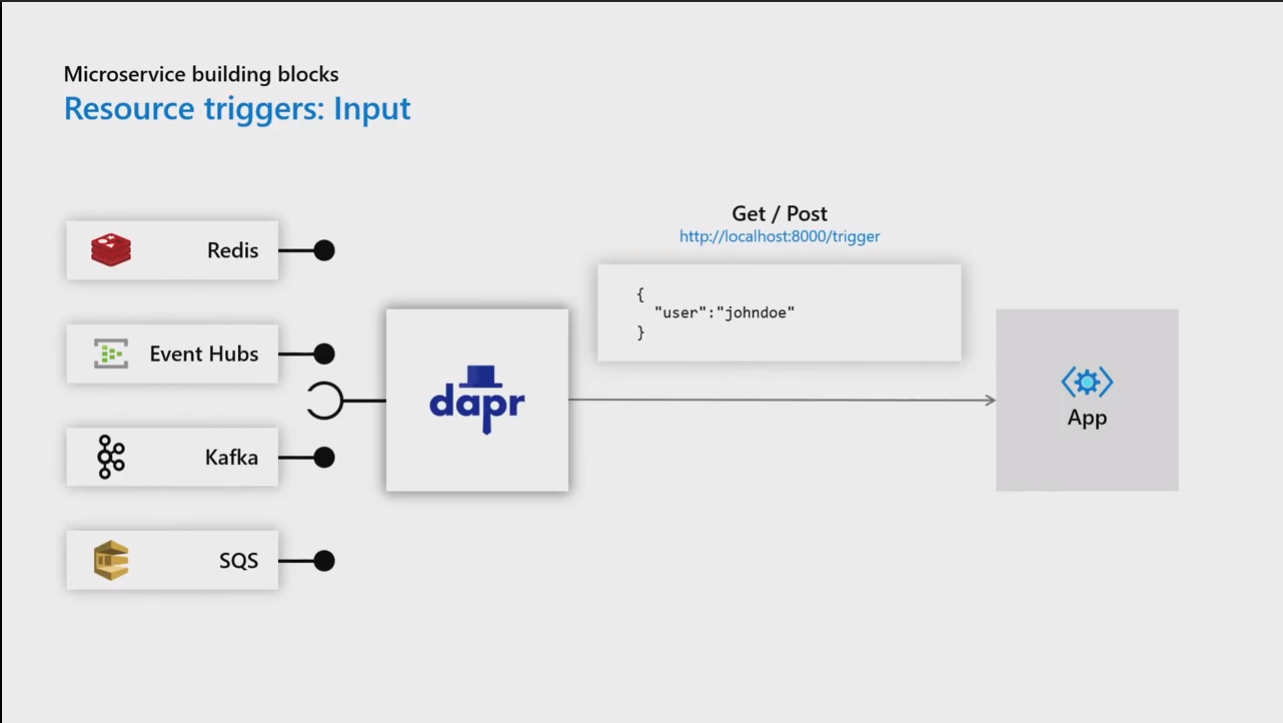 Microservice building blocks
Resource triggers: Input
Get / Post
http://localhost:8000/trigger
Redis
{
"user":"johndoe"
}
Event Hubs
dapr
App
Kafka
SQS